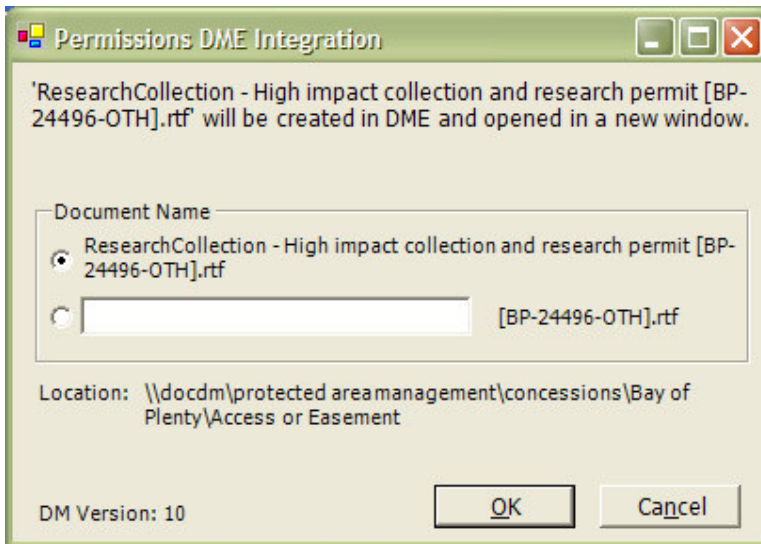 Permissions DME Integration
'ResearchCollection - High impact collection and research permit [BP-
24496-OTH].rtf' will be created in DME and opened in a new window.
Document Name
ResearchCollection - High impact collection and research permit [BP-
24496-OTH].rtf
[BP-24496-OTH].rtf
Location: \\docdm\protected areamanagement\concessions\Bay of
Plenty\Access or Easement
DM Version: 10
OK
Cancel